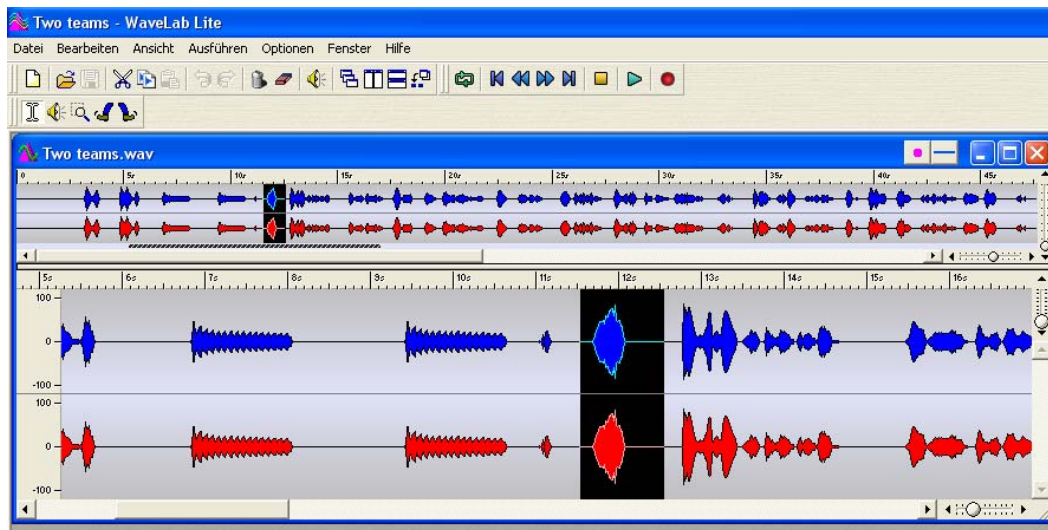 Two teams - WaveLab Lite
Datei Bearbeiten Ansicht Ausführen Optionen Fenster Hilfe
Two teams.wav
0 5s 10s 15s 20s 25s 30s 35s 40s 45s
5s 6s 7s 8s 9s 10s 11s 12s 13s 14s 15s 16s
100
0
-100
100
0
-100